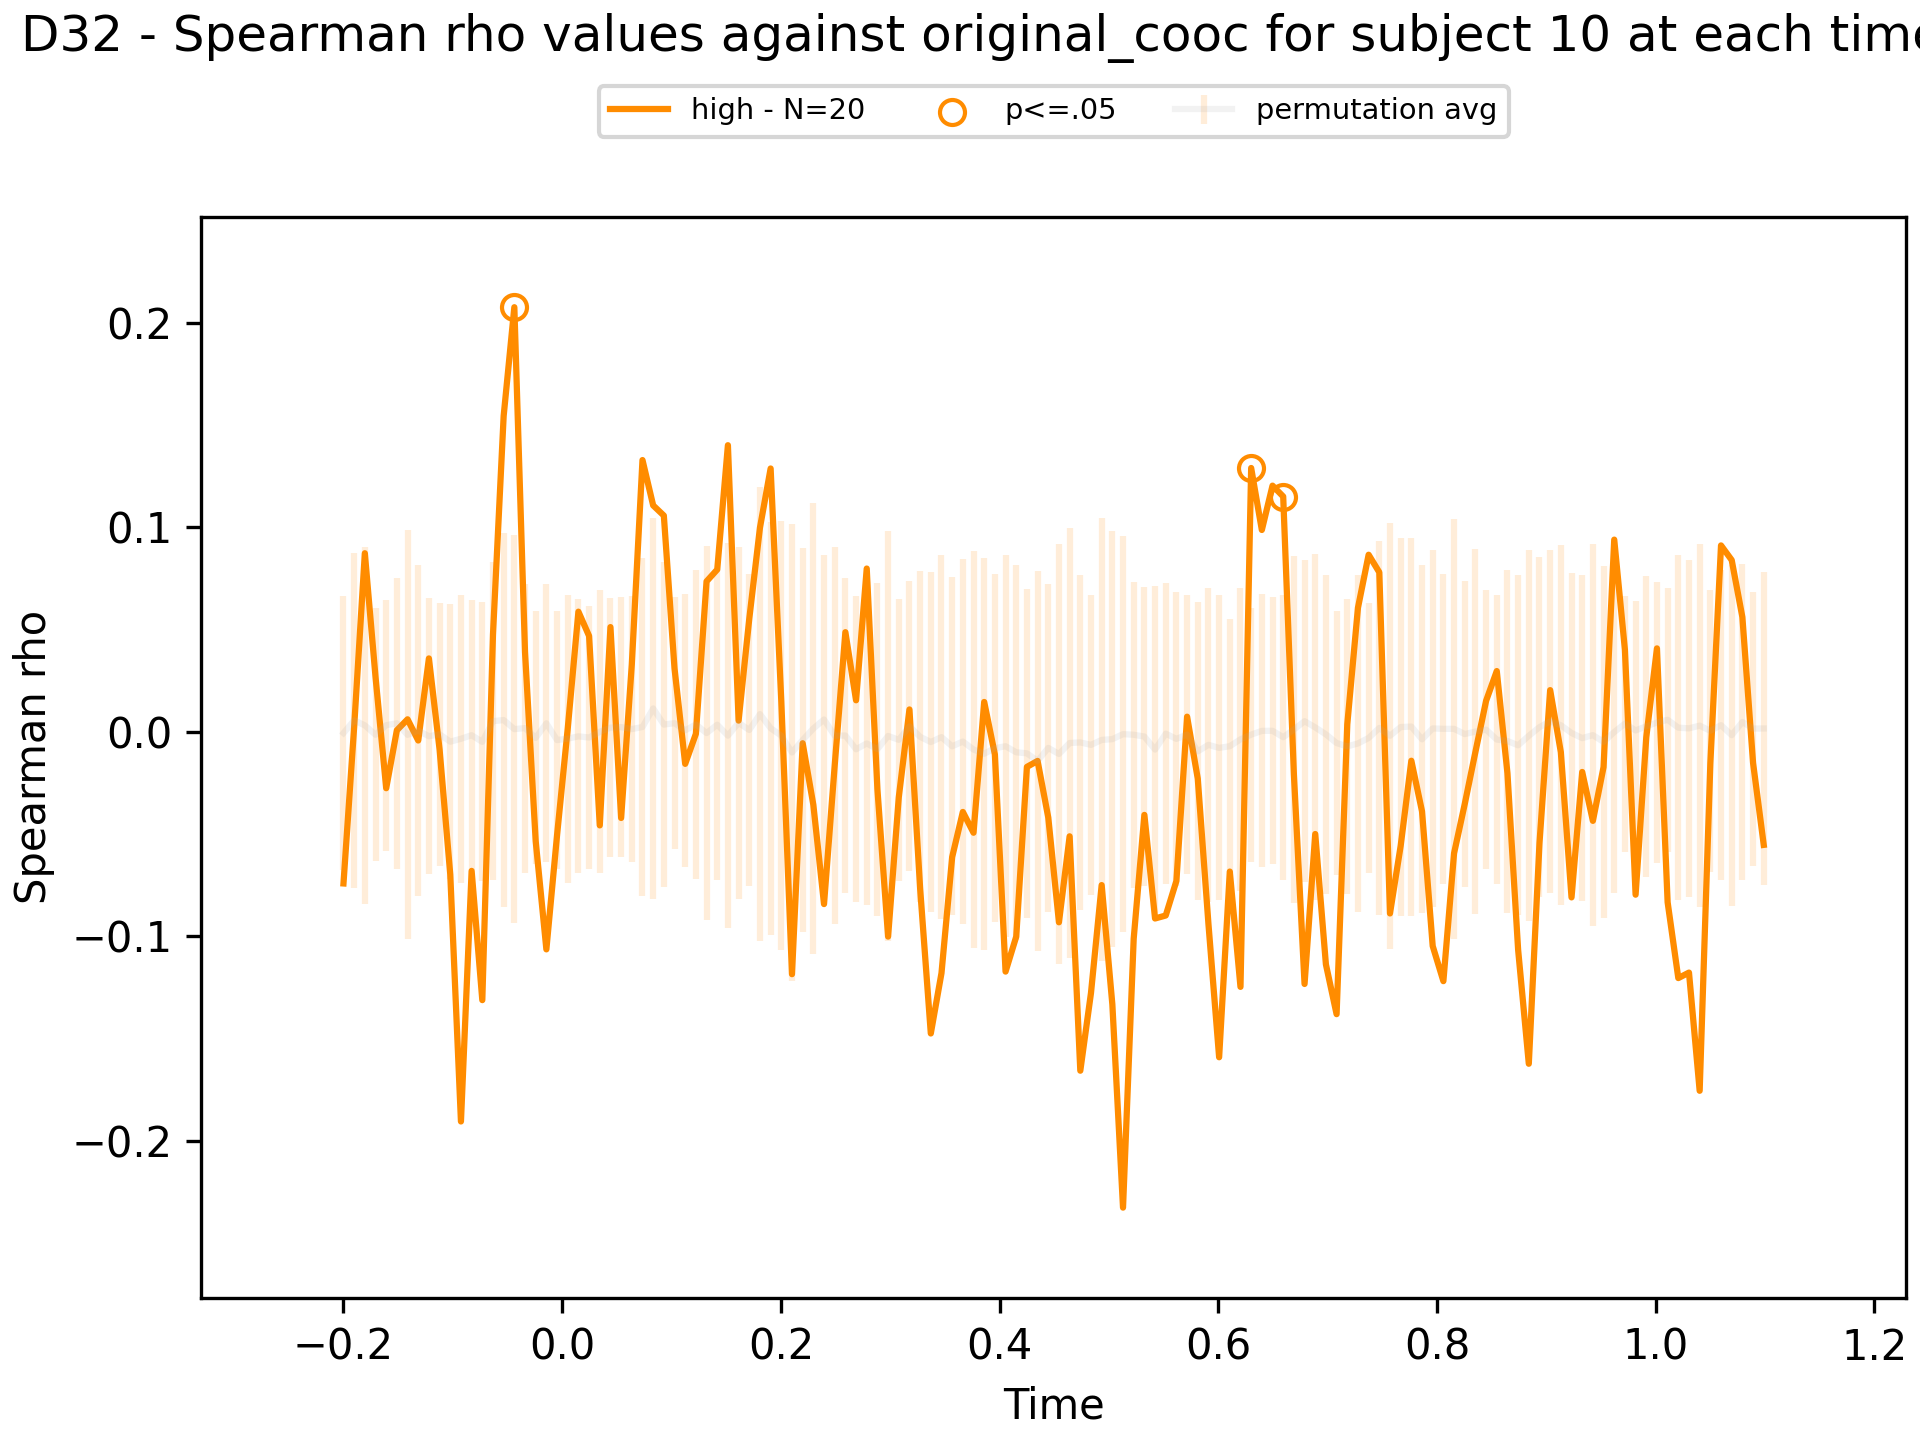 D32 - Spearman rho values against original_cooc for subject 10 at each
high - N=20 p<=.05 permutation avg
0.2
0.1
0.0
−0.1
−0.2
Spearman rho
−0.2 0.0 0.2 0.4 0.6 0.8 1.0 1.2
Time